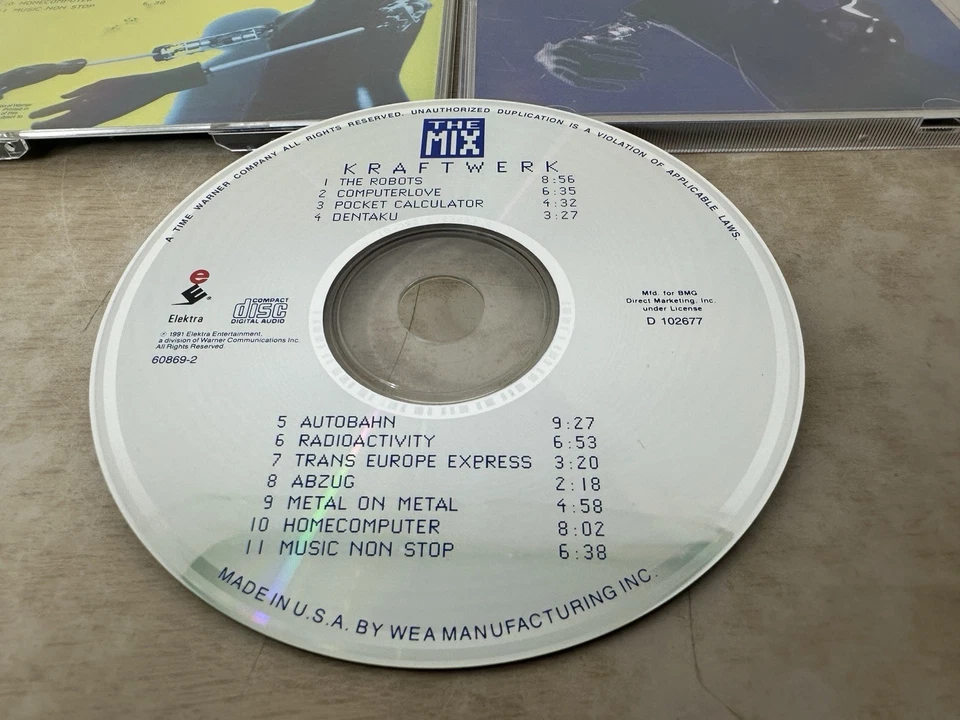 10 HOMECOMPUTER
11 MUSIC NON STOP
A TIME WARNER COMPANY ALL RIGHTS RESERVED. UNAUTHORIZED DUPLICATION IS A VIOLATION OF APPLICABLE LAWS.
THE
MIX
KRAFTWERK
1 THE ROBOTS 8:56
2 COMPUTERLOVE 6:35
3 POCKET CALCULATOR 4:32
4 DENTAKU 3:27
e
E®
Elektra
COMPACT
disc
DIGITAL AUDIO
℗ 1991 Elektra Entertainment,
a division of Warner Communications Inc.
All Rights Reserved.
60869-2
Mfd. for BMG
Direct Marketing, Inc.
under License
D 102677
5 AUTOBAHN 9:27
6 RADIOACTIVITY 6:53
7 TRANS EUROPE EXPRESS 3:20
8 ABZUG 2:18
9 METAL ON METAL 4:58
10 HOMECOMPUTER 8:02
11 MUSIC NON STOP 6:38
MADE IN U.S.A. BY WEA MANUFACTURING INC.